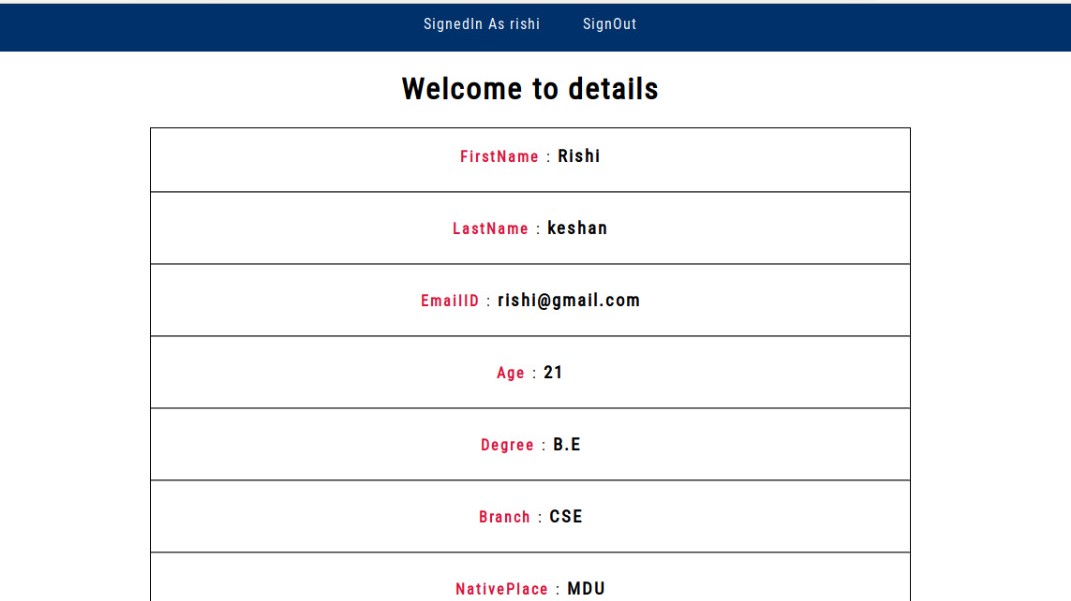 SignedIn As rishi SignOut
Welcome to details
FirstName : Rishi
LastName : keshan
EmailID : rishi@gmail.com
Age : 21
Degree : B.E
Branch : CSE
NativePlace : MDU